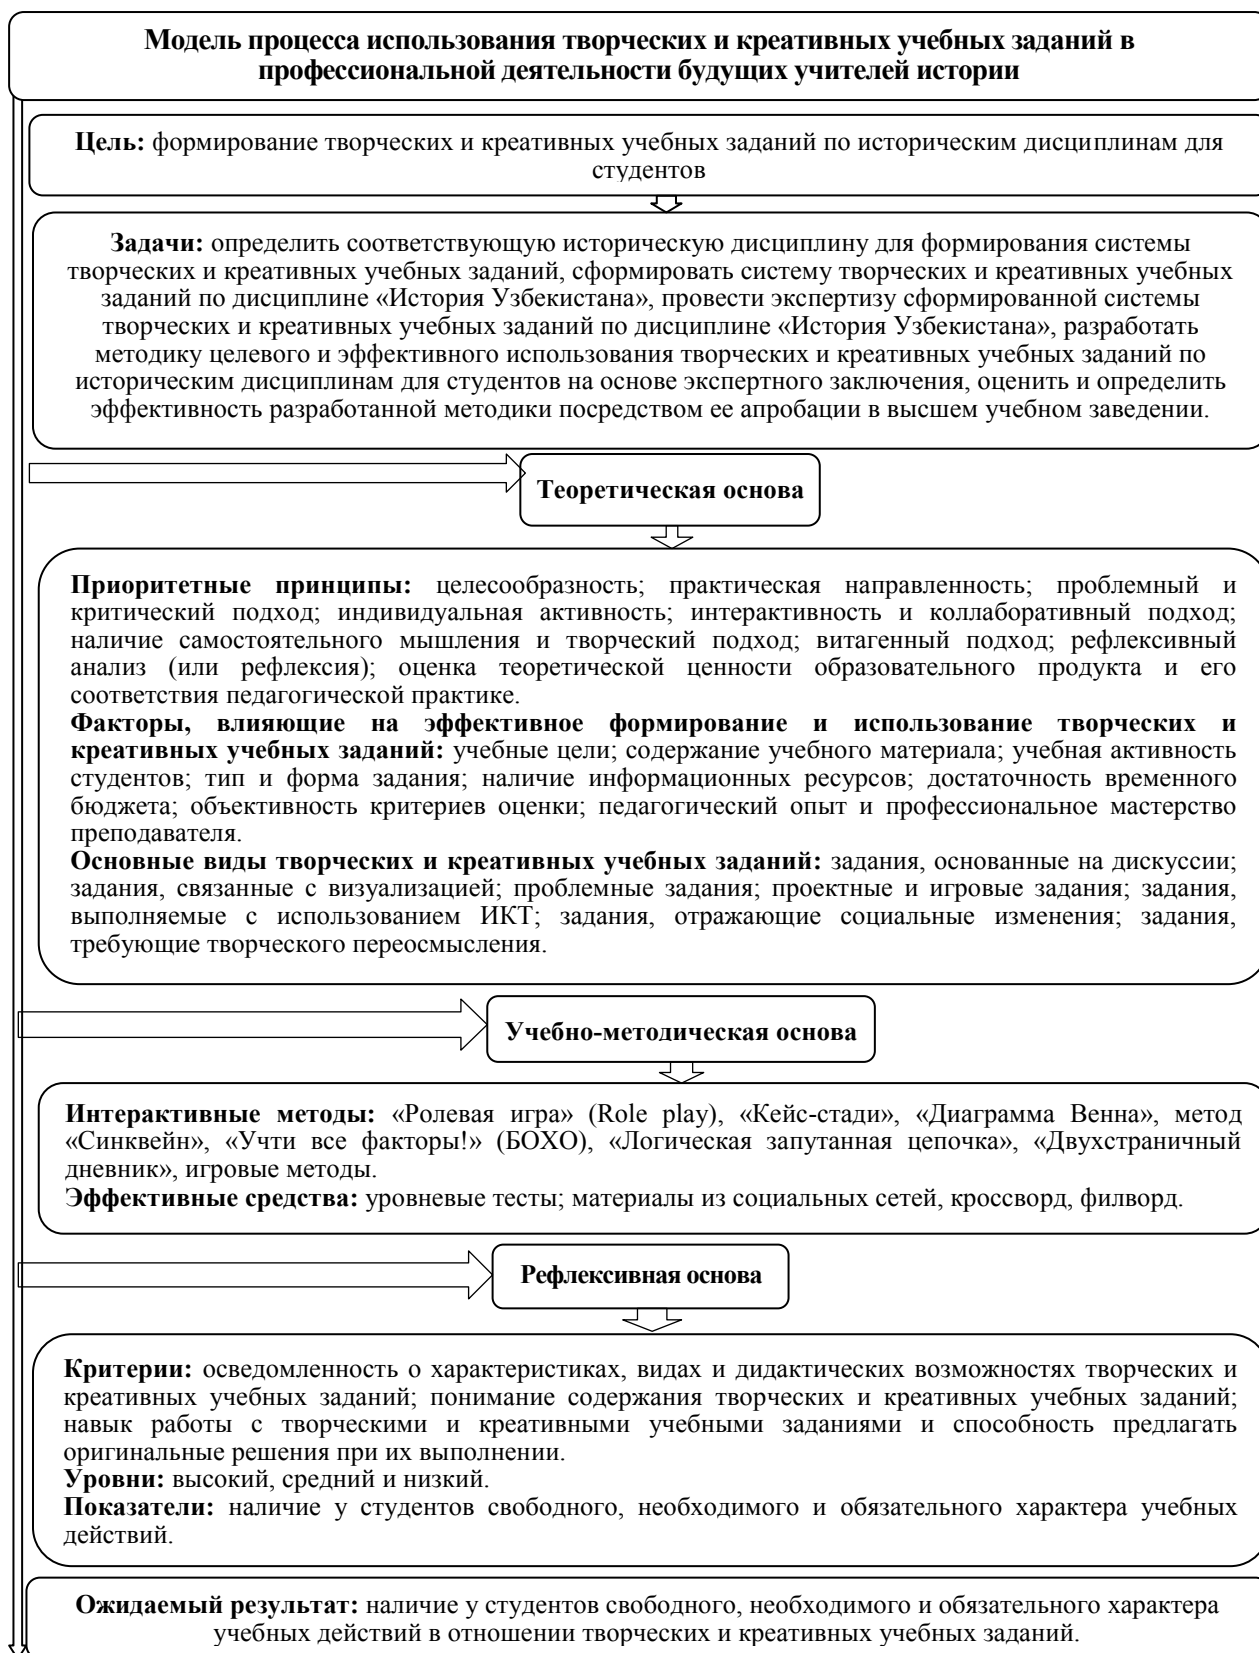 Модель процесса использования творческих и креативных учебных заданий в
профессиональной деятельности будущих учителей истории
Цель: формирование творческих и креативных учебных заданий по историческим дисциплинам для
студентов
Задачи: определить соответствующую историческую дисциплину для формирования системы
творческих и креативных учебных заданий, сформировать систему творческих и креативных учебных
заданий по дисциплине «История Узбекистана», провести экспертизу сформированной системы
творческих и креативных учебных заданий по дисциплине «История Узбекистана», разработать
методику целевого и эффективного использования творческих и креативных учебных заданий по
историческим дисциплинам для студентов на основе экспертного заключения, оценить и определить
эффективность разработанной методики посредством ее апробации в высшем учебном заведении.
Теоретическая основа
Приоритетные принципы: целесообразность; практическая направленность; проблемный и
критический подход; индивидуальная активность; интерактивность и коллаборативный подход;
наличие самостоятельного мышления и творческий подход; витагенный подход; рефлексивный
анализ (или рефлексия); оценка теоретической ценности образовательного продукта и его
соответствия педагогической практике.
Факторы, влияющие на эффективное формирование и использование творческих и
креативных учебных заданий: учебные цели; содержание учебного материала; учебная активность
студентов; тип и форма задания; наличие информационных ресурсов; достаточность временного
бюджета; объективность критериев оценки; педагогический опыт и профессиональное мастерство
преподавателя.
Основные виды творческих и креативных учебных заданий: задания, основанные на дискуссии;
задания, связанные с визуализацией; проблемные задания; проектные и игровые задания; задания,
выполняемые с использованием ИКТ; задания, отражающие социальные изменения; задания,
требующие творческого переосмысления.
Учебно-методическая основа
Интерактивные методы: «Ролевая игра» (Role play), «Кейс-стади», «Диаграмма Венна», метод
«Синквейн», «Учти все факторы!» (БОХО), «Логическая запутанная цепочка», «Двухстраничный
дневник», игровые методы.
Эффективные средства: уровневые тесты; материалы из социальных сетей, кроссворд, филворд.
Рефлексивная основа
Критерии: осведомленность о характеристиках, видах и дидактических возможностях творческих и
креативных учебных заданий; понимание содержания творческих и креативных учебных заданий;
навык работы с творческими и креативными учебными заданиями и способность предлагать
оригинальные решения при их выполнении.
Уровни: высокий, средний и низкий.
Показатели: наличие у студентов свободного, необходимого и обязательного характера учебных
действий.
Ожидаемый результат: наличие у студентов свободного, необходимого и обязательного характера
учебных действий в отношении творческих и креативных учебных заданий.